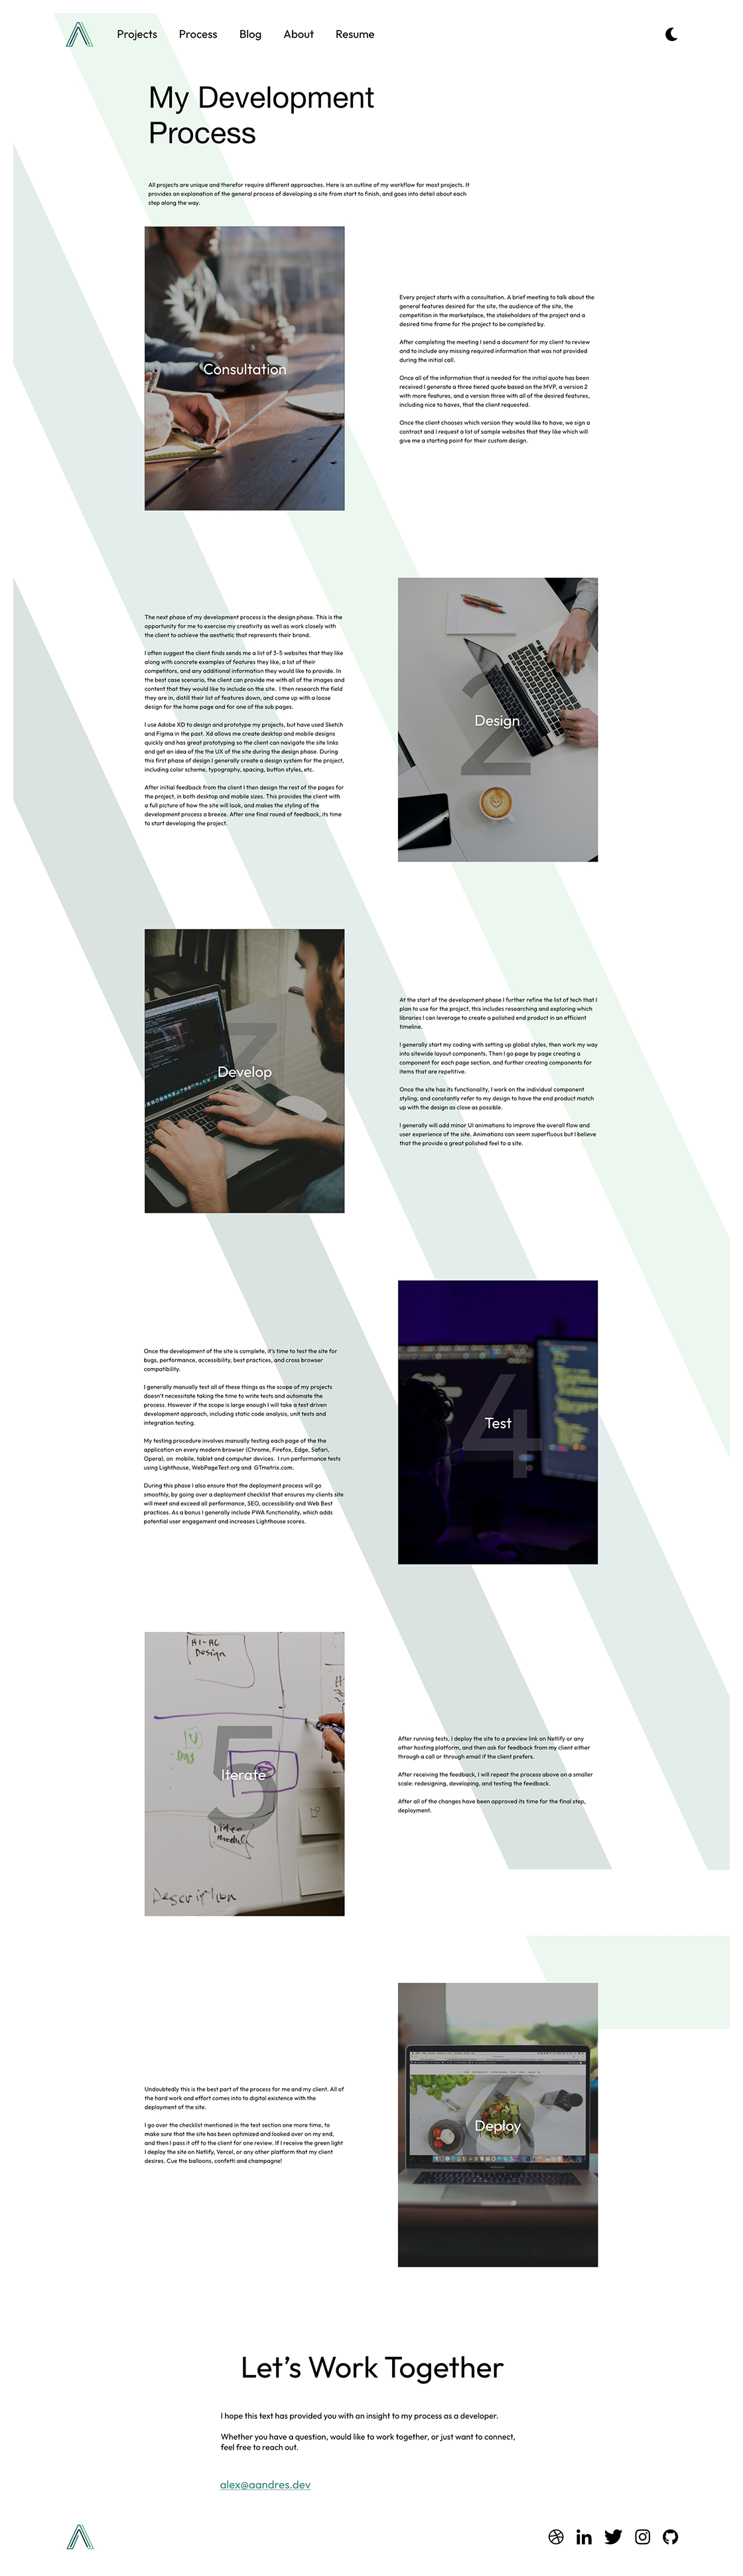 Projects Process Blog About Resume
My Development
Process
All projects are unique and therefor require different approaches. Here is an outline of my workflow for most projects. It
provides an explanation of the general process of developing a site from start to finish, and goes into detail about each
step along the way.
Consultation
Every project starts with a consultation. A brief meeting to talk about the
general features desired for the site, the audience of the site, the
competition in the marketplace, the stakeholders of the project and a
desired time frame for the project to be completed by.
After completing the meeting I send a document for my client to review
and to include any missing required information that was not provided
during the initial call.
Once all of the information that is needed for the initial quote has been
received I generate a three tiered quote based on the MVP, a version 2
with more features, and a version three with all of the desired features,
including nice to haves, that the client requested.
Once the client chooses which version they would like to have, we sign a
contract and I request a list of sample websites that they like which will
give me a starting point for their custom design.
The next phase of my development process is the design phase. This is the
opportunity for me to exercise my creativity as well as work closely with
the client to achieve the aesthetic that represents their brand.
I often suggest the client finds sends me a list of 3-5 websites that they like
along with concrete examples of features they like, a list of their
competitors, and any additional information they would like to provide. In
the best case scenario, the client can provide me with all of the images and
content that they would like to include on the site. I then research the field
they are in, distill their list of features down, and come up with a loose
design for the home page and for one of the sub pages.
I use Adobe XD to design and prototype my projects, but have used Sketch
and Figma in the past. Xd allows me create desktop and mobile designs
quickly and has great prototyping so the client can navigate the site links
and get an idea of the the UX of the site during the design phase. During
this first phase of design I generally create a design system for the project,
including color scheme, typography, spacing, button styles, etc.
After initial feedback from the client I then design the rest of the pages for
the project, in both desktop and mobile sizes. This provides the client with
a full picture of how the site will look, and makes the styling of the
development process a breeze. After one final round of feedback, its time
to start developing the project.
2
Design
3
Develop
At the start of the development phase I further refine the list of tech that I
plan to use for the project, this includes researching and exploring which
libraries I can leverage to create a polished end product in an efficient
timeline.
I generally start my coding with setting up global styles, then work my way
into sitewide layout components. Then I go page by page creating a
component for each page section, and further creating components for
items that are repetitive.
Once the site has its functionality, I work on the individual component
styling, and constantly refer to my design to have the end product match
up with the design as close as possible.
I generally will add minor UI animations to improve the overall flow and
user experience of the site. Animations can seem superfluous but I believe
that the provide a great polished feel to a site.
Once the development of the site is complete, it's time to test the site for
bugs, performance, accessibility, best practices, and cross browser
compatibility.
I generally manually test all of these things as the scope of my projects
doesn't necessitate taking the time to write tests and automate the
process. However if the scope is large enough I will take a test driven
development approach, including static code analysis, unit tests and
integration testing.
My testing procedure involves manually testing each page of the the
application on every modern browser (Chrome, Firefox, Edge, Safari,
Opera), on mobile, tablet and computer devices. I run performance tests
using Lighthouse, WebPageTest.org and GTmetrix.com.
During this phase I also ensure that the deployment process will go
smoothly, by going over a deployment checklist that ensures my clients site
will meet and exceed all performance, SEO, accessibility and Web Best
practices. As a bonus I generally include PWA functionality, which adds
potential user engagement and increases Lighthouse scores.
4
Test
HI-HC
Design
5
Iterate
Video
Module
Description
After running tests, I deploy the site to a preview link on Netlify or any
other hosting platform, and then ask for feedback from my client either
through a call or through email if the client prefers.
After receiving the feedback, I will repeat the process above on a smaller
scale: redesigning, developing, and testing the feedback.
After all of the changes have been approved its time for the final step,
deployment.
Undoubtedly this is the best part of the process for me and my client. All of
the hard work and effort comes into to digital existence with the
deployment of the site.
I go over the checklist mentioned in the test section one more time, to
make sure that the site has been optimized and looked over on my end,
and then I pass it off to the client for one review. If I receive the green light
I deploy the site on Netlify, Vercel, or any other platform that my client
desires. Cue the balloons, confetti and champagne!
6
Deploy
Let's Work Together
I hope this text has provided you with an insight to my process as a developer.
Whether you have a question, would like to work together, or just want to connect,
feel free to reach out.
alex@aandres.dev